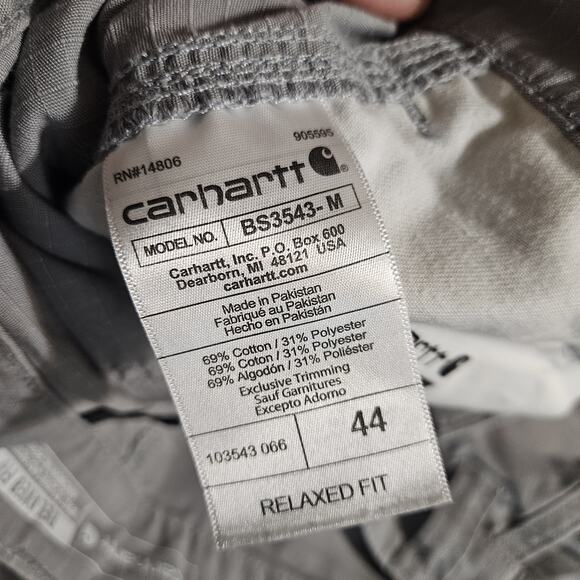 RN#14806
905595
carhartt
MODEL NO.
BS3543- M
Carhartt, Inc. P.O. Box 600
Dearborn, MI 48121 USA
carhartt.com
Made in Pakistan
Fabriqué au Pakistan
Hecho en Pakistán
69% Cotton / 31% Polyester
69% Coton / 31% Polyester
69% Algodón / 31% Poliéster
Exclusive Trimming
Sauf Garnitures
Excepto Adorno
103543 066
44
RELAXED FIT